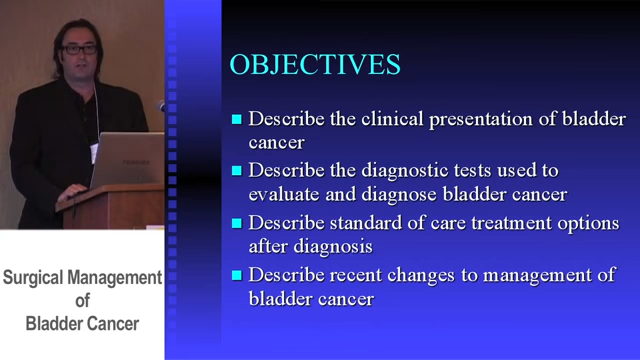 OBJECTIVES
Describe the clinical presentation of bladder
cancer
Describe the diagnostic tests used to
evaluate and diagnose bladder cancer
Describe standard of care treatment options
after diagnosis
Describe recent changes to management of
bladder cancer
TOSHIBA
Surgical Management
of
Bladder Cancer